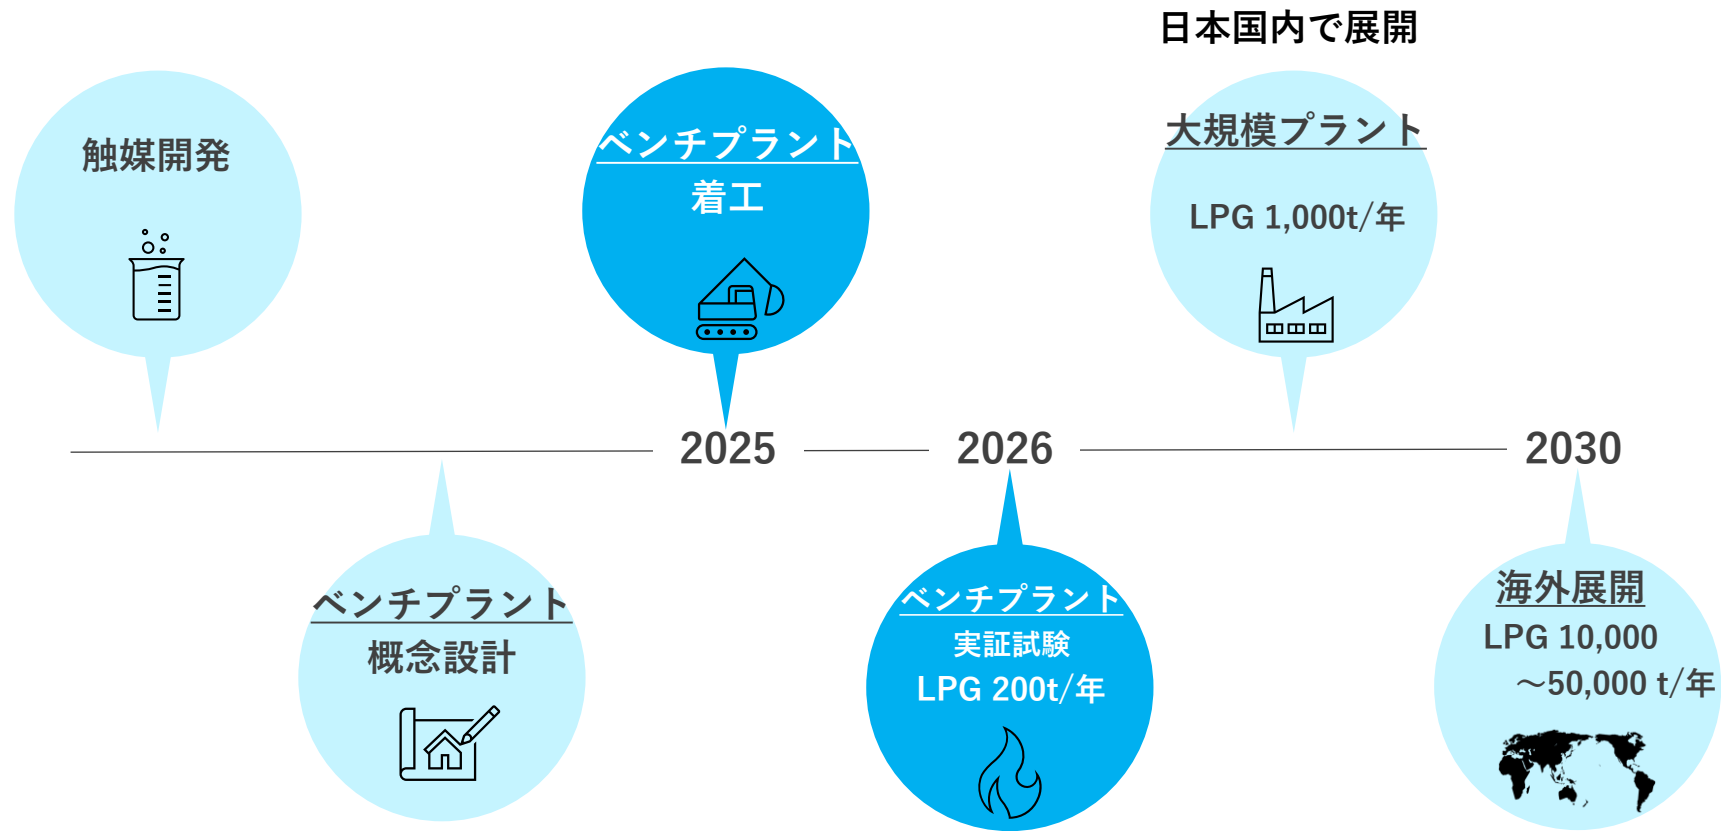 日本国内で展開
触媒開発
ベンチプラント
着工
大規模プラント
LPG 1,000t/年
2025
2026
2030
ベンチプラント
概念設計
ベンチプラント
実証試験
LPG 200t/年
海外展開
LPG 10,000
～50,000 t/年